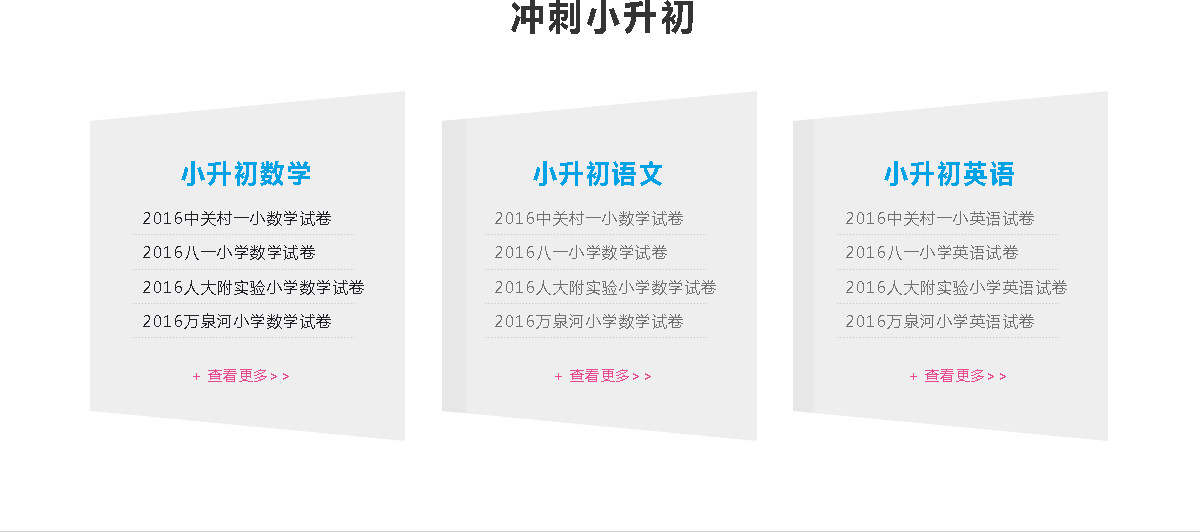 冲刺小升初
小升初数学
2016中关村一小数学试卷
2016八一小学数学试卷
2016人大附实验小学数学试卷
2016万泉河小学数学试卷
+ 查看更多>>
小升初语文
2016中关村一小数学试卷
2016八一小学数学试卷
2016人大附实验小学数学试卷
2016万泉河小学数学试卷
+ 查看更多>>
小升初英语
2016中关村一小英语试卷
2016八一小学英语试卷
2016人大附实验小学英语试卷
2016万泉河小学英语试卷
+ 查看更多>>